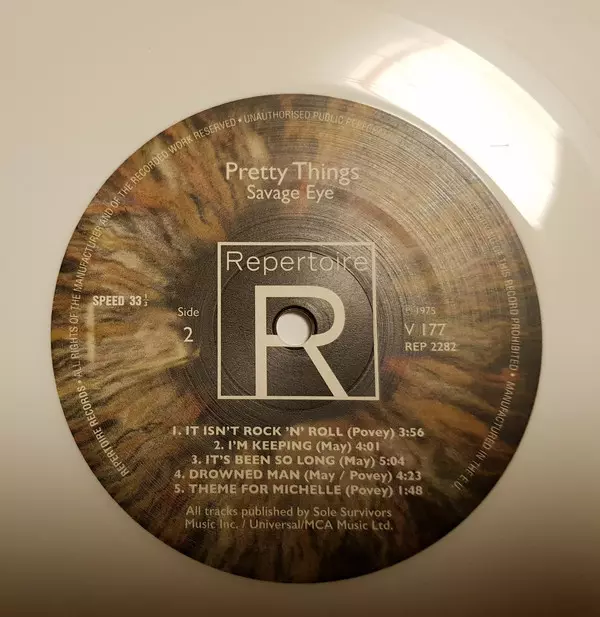 REPERTOIRE RECORDS • ALL RIGHTS OF THE MANUFACTURER AND OF THE RECORDED WORK RESERVED • UNAUTHORISED PUBLIC
THIS RECORD PROHIBITED • MANUFACTURED IN THE E.U.
Pretty Things
Savage Eye
Repertoire
R
SPEED 33 1/3
Side
2
℗ 1975
V 177
REP 2282
1. IT ISN'T ROCK 'N' ROLL (Povey) 3:56
2. I'M KEEPING (May) 4:01
3. IT'S BEEN SO LONG (May) 5:04
4. DROWNED MAN (May / Povey) 4:23
5. THEME FOR MICHELLE (Povey) 1:48
All tracks published by Sole Survivors
Music Inc. / Universal/MCA Music Ltd.